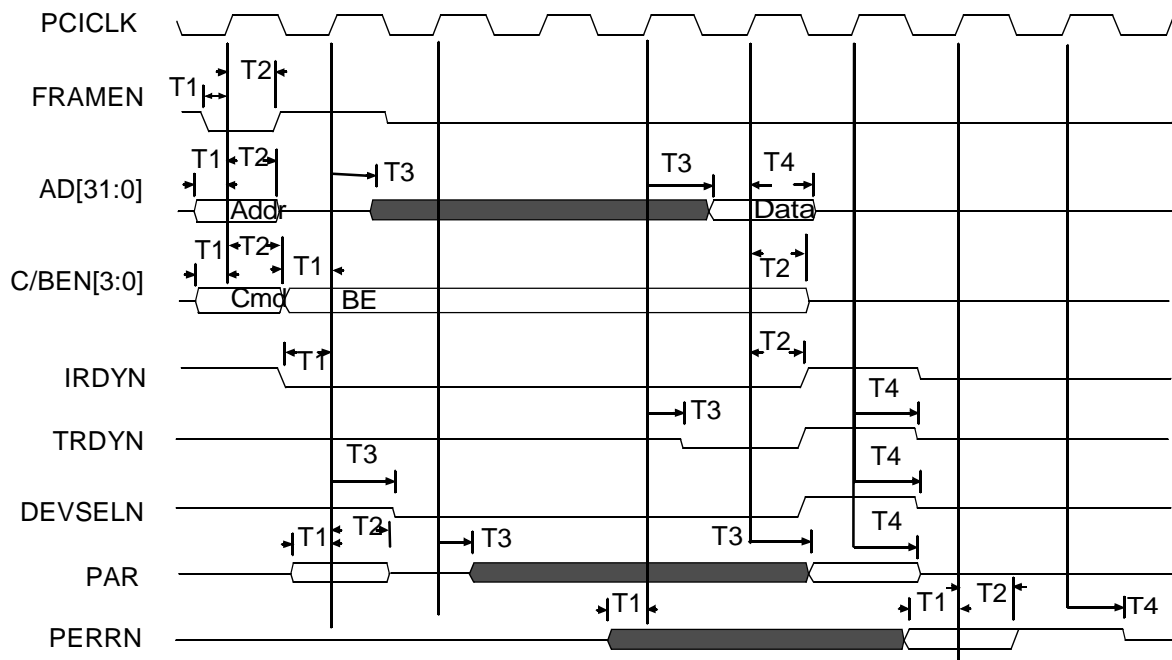 PCICLK
T1 T2
FRAMEN
T1 T2 T3 T3 T4
AD[31:0]
Addr Data
T1 T2 T1 T2
C/BEN[3:0]
Cmd BE
T1 T2
IRDYN
T3 T4
TRDYN
T3 T4
DEVSELN
T1 T2 T3 T3 T4
PAR
T1 T1 T2 T4
PERRN